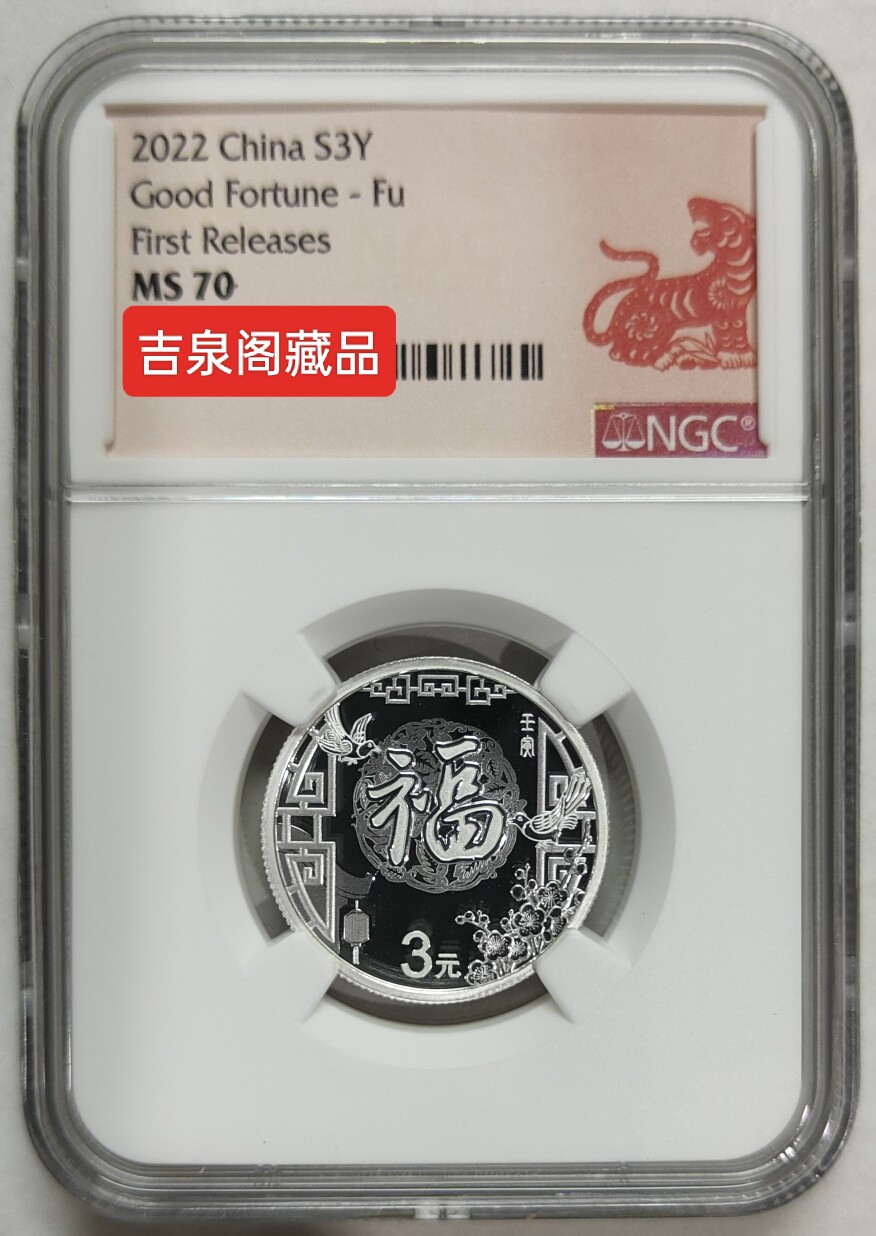 2022 China S3Y
Good Fortune - Fu
First Releases
MS 70
吉泉阁藏品
NGC®
壬寅
福
3元